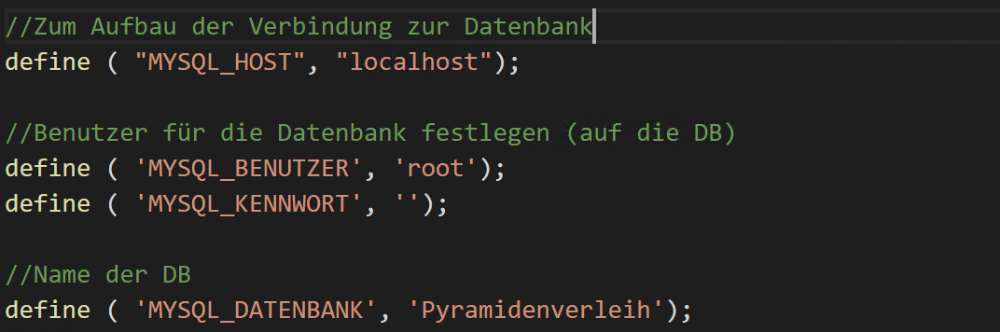 //Zum Aufbau der Verbindung zur Datenbank
define ( "MYSQL_HOST", "localhost");
//Benutzer für die Datenbank festlegen (auf die DB)
define ( 'MYSQL_BENUTZER', 'root');
define ( 'MYSQL_KENNWORT', '');
//Name der DB
define ( 'MYSQL_DATENBANK', 'Pyramidenverleih');